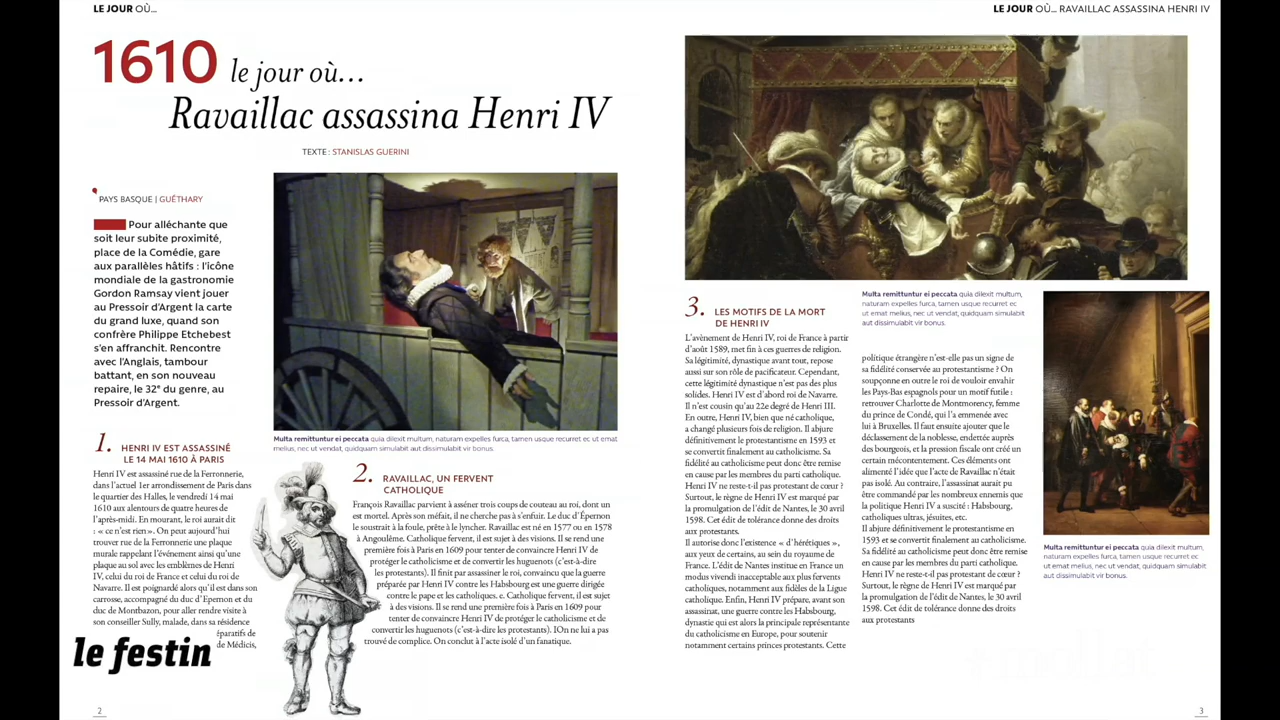 LE JOUR OÙ...
LE JOUR OÙ... RAVAILLAC ASSASSINA HENRI IV
1610 le jour où...
Ravaillac assassina Henri IV
TEXTE : STANISLAS GUERINI
PAYS BASQUE | GUÉTHARY
Pour alléchante que
soit leur subite proximité,
place de la Comédie, gare
aux parallèles hâtifs : l'icône
mondiale de la gastronomie
Gordon Ramsay vient jouer
au Pressoir d'Argent la carte
du grand luxe, quand son
confrère Philippe Etchebest
s'en affranchit. Rencontre
avec l'Anglais, tambour
battant, en son nouveau
repaire, le 32e du genre, au
Pressoir d'Argent.
1. HENRI IV EST ASSASSINÉ
LE 14 MAI 1610 À PARIS
Henri IV est assassiné rue de la Ferronnerie,
dans l'actuel 1er arrondissement de Paris dans
le quartier des Halles, le vendredi 14 mai
1610 aux alentours de quatre heures de
l'après-midi. En mourant, le roi aurait dit
: « ce n'est rien ». On peut aujourd'hui
trouver rue de la Ferronnerie une plaque
murale rappellant l'événement ainsi qu'une
plaque au sol avec les emblèmes de Henri
IV, celui du roi de France et celui du roi de
Navarre. Il est poignardé alors qu'il est dans son
carrosse, accompagné du duc d'Epernon et du
duc de Montbazon, pour aller rendre visite à
son conseiller Sully, malade, dans sa résidence
éparatifs de
de Médicis,
le festin
2
Multa remittuntur ei peccata quia dilexit multum, naturam expelles furca, tamen usque recurret ec ut emat
melius, nec ut vendat, quidquam simulabit aut dissimulabit vir bonus.
2. RAVAILLAC, UN FERVENT
CATHOLIQUE
François Ravaillac parvient à asséner trois coups de couteau au roi, dont un
est mortel. Après son méfait, il ne cherche pas à s'enfuir. Le duc d'Épernon
le soustrait à la foule, prête à le lyncher. Ravaillac est né en 1577 ou en 1578
à Angoulême. Catholique fervent, il est sujet à des visions. Il se rend une
première fois à Paris en 1609 pour tenter de convaincre Henri IV de
protéger le catholicisme et de convertir les huguenots (c'est-à-dire
les protestants). Il finit par assassiner le roi, convaincu que la guerre
préparée par Henri IV contre les Habsbourg est une guerre dirigée
contre le pape et les catholiques. e. Catholique fervent, il est sujet
à des visions. Il se rend une première fois à Paris en 1609 pour
tenter de convaincre Henri IV de protéger le catholicisme et de
convertir les huguenots (c'est-à-dire les protestants). IOn ne lui a pas
trouvé de complice. On conclut à l'acte isolé d'un fanatique.
3. LES MOTIFS DE LA MORT
DE HENRI IV
L'avènement de Henri IV, roi de France à partir
d'août 1589, met fin à ces guerres de religion.
Sa légitimité, dynastique avant tout, repose
aussi sur son rôle de pacificateur. Cependant,
cette légitimité dynastique n'est pas des plus
solides. Henri IV est d'abord roi de Navarre.
Il n'est cousin qu'au 22e degré de Henri III.
En outre, Henri IV, bien que né catholique,
a changé plusieurs fois de religion. Il abjure
définitivement le protestantisme en 1593 et
se convertit finalement au catholicisme. Sa
fidélité au catholicisme peut donc être remise
en cause par les membres du parti catholique.
Henri IV ne reste-t-il pas protestant de cœur ?
Surtout, le règne de Henri IV est marqué par
la promulgation de l'édit de Nantes, le 30 avril
1598. Cet édit de tolérance donne des droits
aux protestants.
Il autorise donc l'existence « d'hérétiques »,
aux yeux de certains, au sein du royaume de
France. L'édit de Nantes institue en France un
modus vivendi inacceptable aux plus fervents
catholiques, notamment aux fidèles de la Ligue
catholique. Enfin, Henri IV prépare, avant son
assassinat, une guerre contre les Habsbourg,
dynastie qui est alors la principale représentante
du catholicisme en Europe, pour soutenir
notamment certains princes protestants. Cette
Multa remittuntur ei peccata quia dilexit multum,
naturam expelles furca, tamen usque recurret ec
ut emat melius, nec ut vendat, quidquam simulabit
aut dissimulabit vir bonus.
politique étrangère n'est-elle pas un signe de
sa fidélité conservée au protestantisme ? On
soupçonne en outre le roi de vouloir envahir
les Pays-Bas espagnols pour un motif futile :
retrouver Charlotte de Montmorency, femme
du prince de Condé, qui l'a emmenée avec
lui à Bruxelles. Il faut ensuite ajouter que le
déclassement de la noblesse, endettée auprès
des bourgeois, et la pression fiscale ont créé un
certain mécontentement. Ces éléments ont
alimenté l'idée que l'acte de Ravaillac n'était
pas isolé. Au contraire, l'assassinat aurait pu
être commandé par les nombreux ennemis que
la politique Henri IV a suscité : Habsbourg,
catholiques ultras, jésuites, etc.
Il abjure définitivement le protestantisme en
1593 et se convertit finalement au catholicisme.
Sa fidélité au catholicisme peut donc être remise
en cause par les membres du parti catholique.
Henri IV ne reste-t-il pas protestant de cœur ?
Surtout, le règne de Henri IV est marqué par
la promulgation de l'édit de Nantes, le 30 avril
1598. Cet édit de tolérance donne des droits
aux protestants
Multa remittuntur ei peccata quia dilexit
multum, naturam expelles furca, tamen usque recurret ec
ut emat melius, nec ut vendat, quidquam simulabit aut
dissimulabit vir bonus.
3